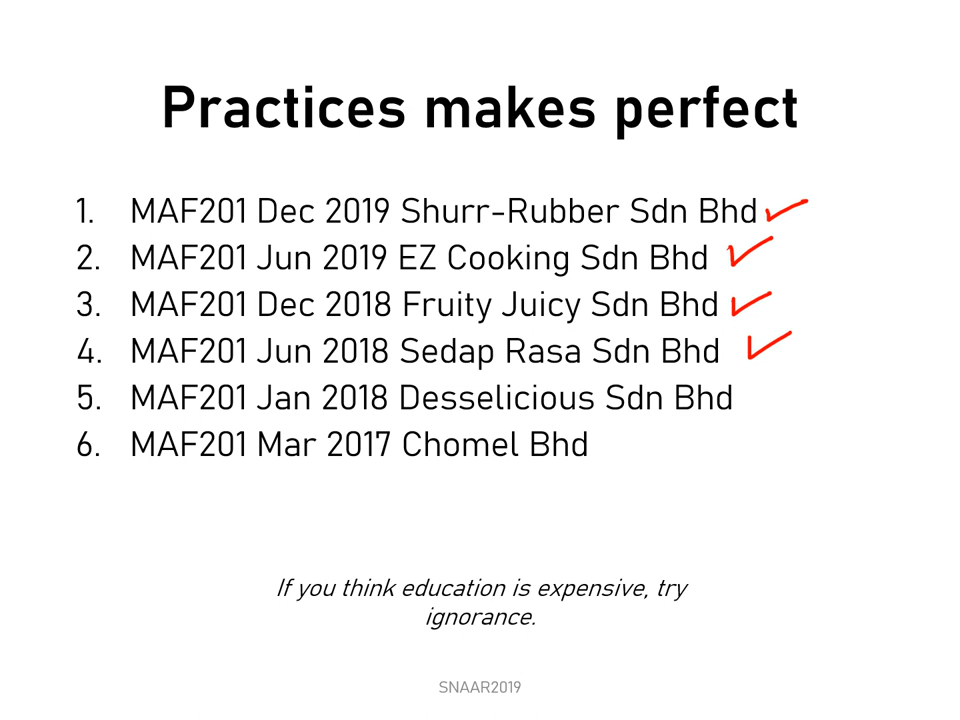 Practices makes perfect
1. MAF201 Dec 2019 Shurr-Rubber Sdn Bhd
2. MAF201 Jun 2019 EZ Cooking Sdn Bhd
3. MAF201 Dec 2018 Fruity Juicy Sdn Bhd
4. MAF201 Jun 2018 Sedap Rasa Sdn Bhd
5. MAF201 Jan 2018 Desselicious Sdn Bhd
6. MAF201 Mar 2017 Chomel Bhd
If you think education is expensive, try
ignorance.
SNAAR2019